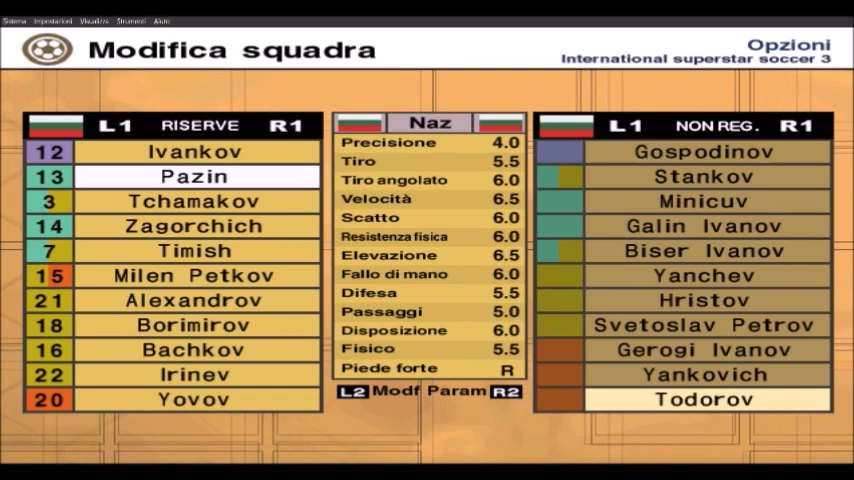 Sistema Impostazioni Visualizza Strumenti Aiuto
Modifica squadra
Opzioni
International superstar soccer 3
L1 RISERVE R1
12 Ivankov
13 Pazin
3 Tchamakov
14 Zagorchich
7 Timish
15 Milen Petkov
21 Alexandrov
18 Borimirov
16 Bachkov
22 Irinev
20 Yovov
Naz
Precisione 4.0
Tiro 5.5
Tiro angolato 6.0
Velocità 6.5
Scatto 6.0
Resistenza fisica 6.0
Elevazione 6.5
Fallo di mano 6.0
Difesa 5.5
Passaggi 5.0
Disposizione 6.0
Fisico 5.5
Piede forte R
L2 Modf Param R2
L1 NON REG. R1
Gospodinov
Stankov
Minicuv
Galin Ivanov
Biser Ivanov
Yanchev
Hristov
Svetoslav Petrov
Gerogi Ivanov
Yankovich
Todorov